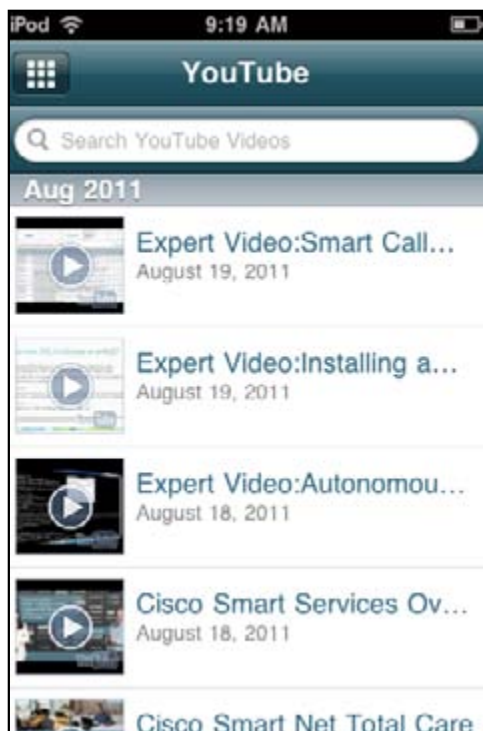 iPod 9:19 AM
YouTube
Search YouTube Videos
Aug 2011
Expert Video:Smart Call...
August 19, 2011
Expert Video:Installing a...
August 19, 2011
Expert Video:Autonomou...
August 18, 2011
Cisco Smart Services Ov...
August 18, 2011
Cisco Smart Net Total Care